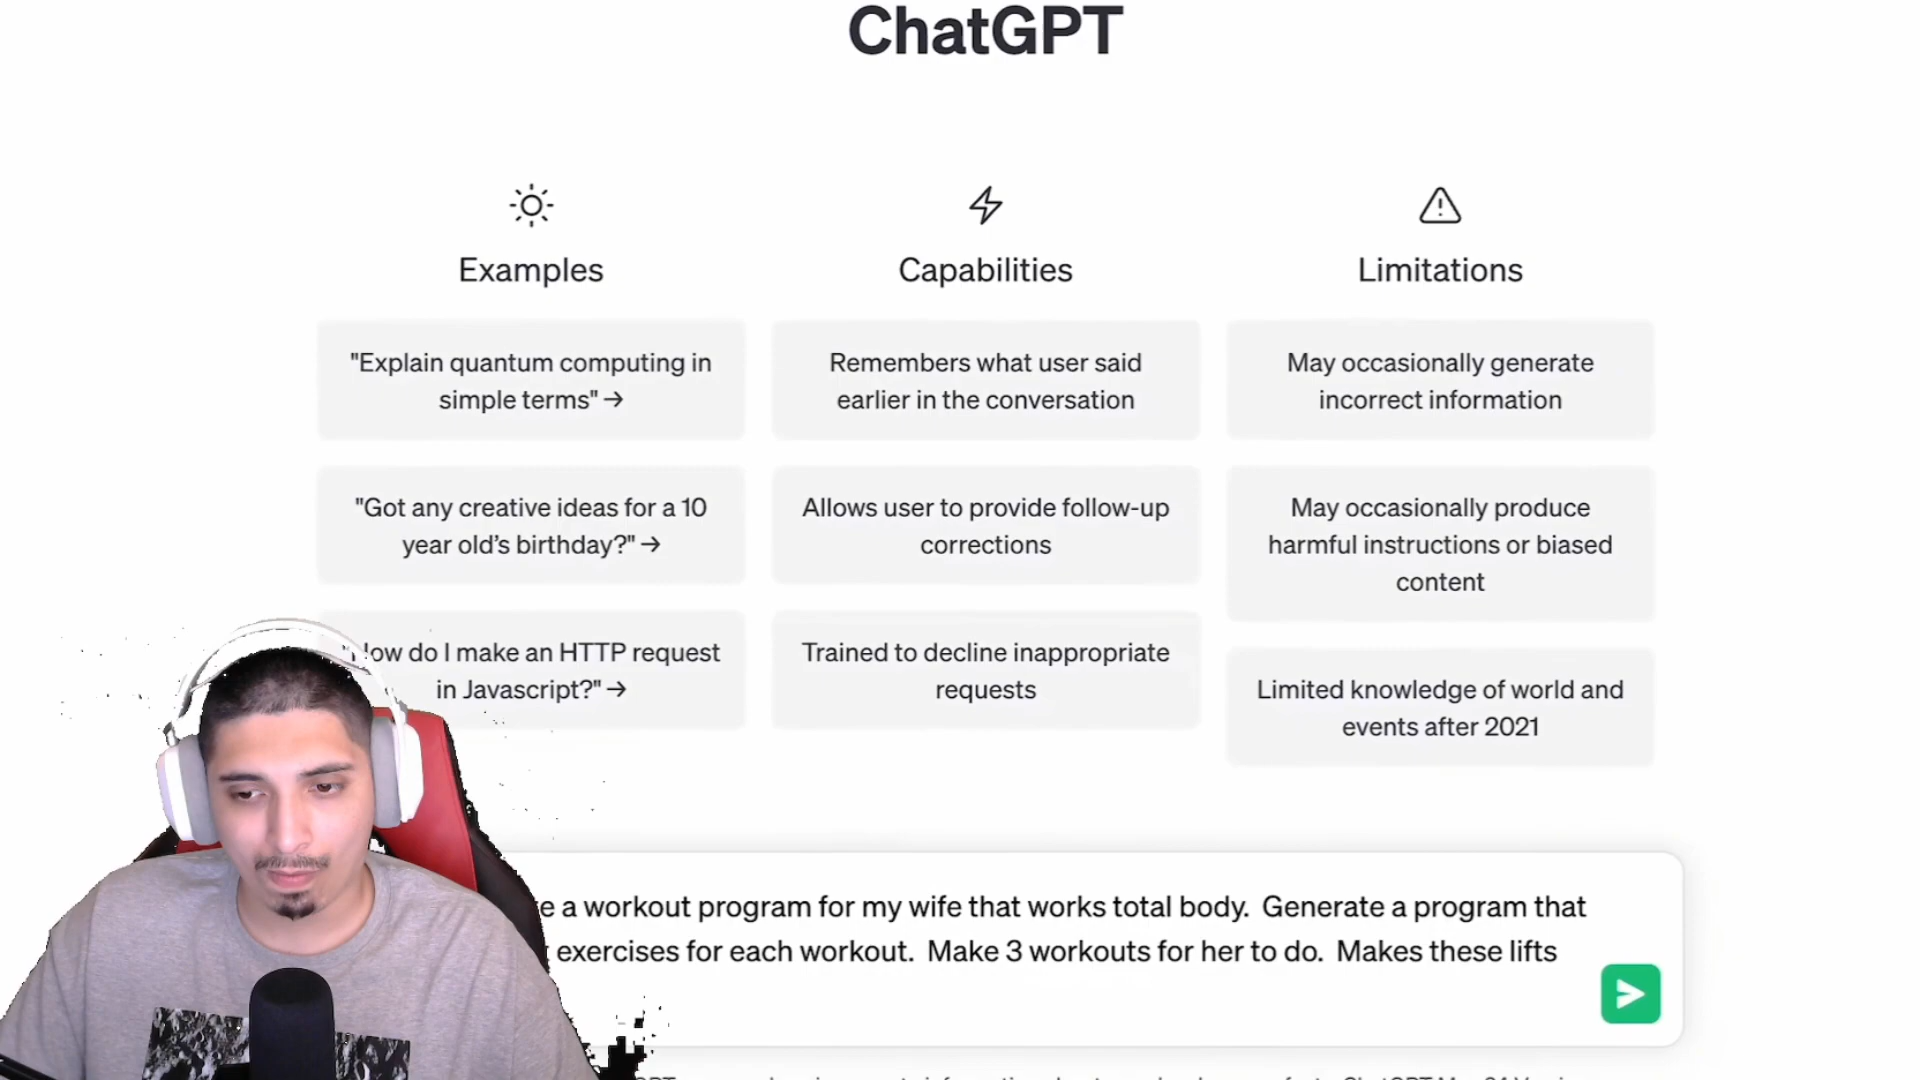 ChatGPT
Examples
"Explain quantum computing in
simple terms" →
"Got any creative ideas for a 10
year old's birthday?" →
How do I make an HTTP request
in Javascript?" →
Capabilities
Remembers what user said
earlier in the conversation
Allows user to provide follow-up
corrections
Trained to decline inappropriate
requests
Limitations
May occasionally generate
incorrect information
May occasionally produce
harmful instructions or biased
content
Limited knowledge of world and
events after 2021
a workout program for my wife that works total body. Generate a program that
exercises for each workout. Make 3 workouts for her to do. Makes these lifts